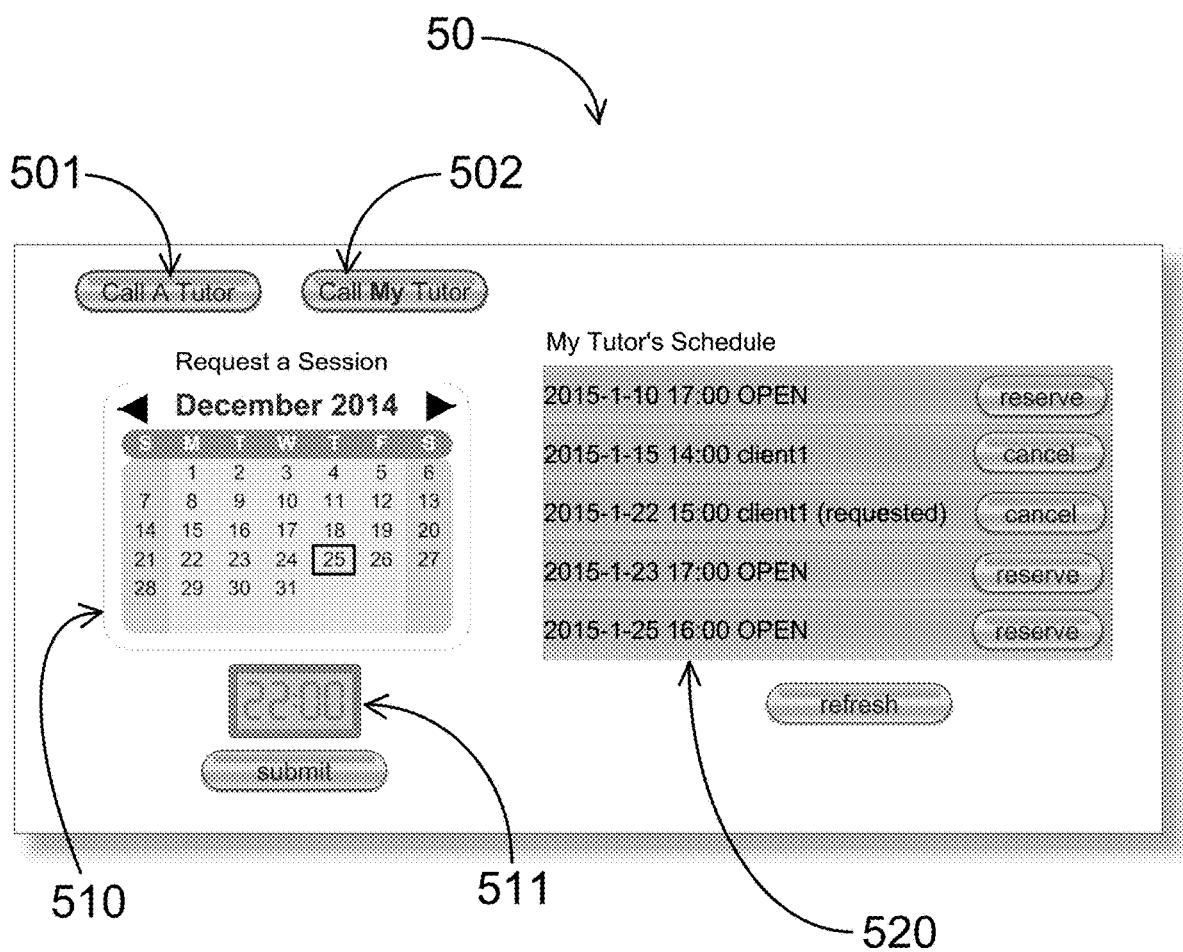 50
501
502
Call A Tutor
Call My Tutor
Request a Session
December 2014
S M T W T F S
1 2 3 4 5 6
7 8 9 10 11 12 13
14 15 16 17 18 19 20
21 22 23 24 25 26 27
28 29 30 31
22:00
submit
My Tutor's Schedule
2015-1-10 17:00 OPEN reserve
2015-1-15 14:00 client1 cancel
2015-1-22 15:00 client1 (requested) cancel
2015-1-23 17:00 OPEN reserve
2015-1-25 16:00 OPEN reserve
refresh
510
511
520